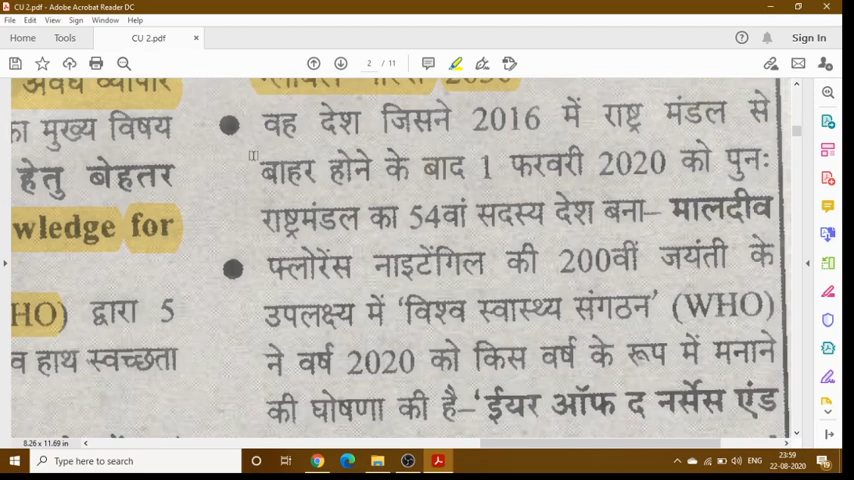 CU 2.pdf - Adobe Acrobat Reader DC
File Edit View Sign Window Help
Home Tools CU 2.pdf × Sign In
2 / 11
अवैध व्यापार
ा मुख्य विषय
हेतु बेहतर
wledge for
HO) द्वारा 5
व हाथ स्वच्छता
2030
वह देश जिसने 2016 में राष्ट्र मंडल से
बाहर होने के बाद 1 फरवरी 2020 को पुनः
राष्ट्रमंडल का 54वां सदस्य देश बना– मालदीव
फ्लोरेंस नाइटेंगिल की 200वीं जयंती के
उपलक्ष्य में ‘विश्व स्वास्थ्य संगठन’ (WHO)
ने वर्ष 2020 को किस वर्ष के रूप में मनाने
की घोषणा की है–‘ईयर ऑफ द नर्सेस एंड
8.26 x 11.69 in
Type here to search
ENG
23:59
22-08-2020